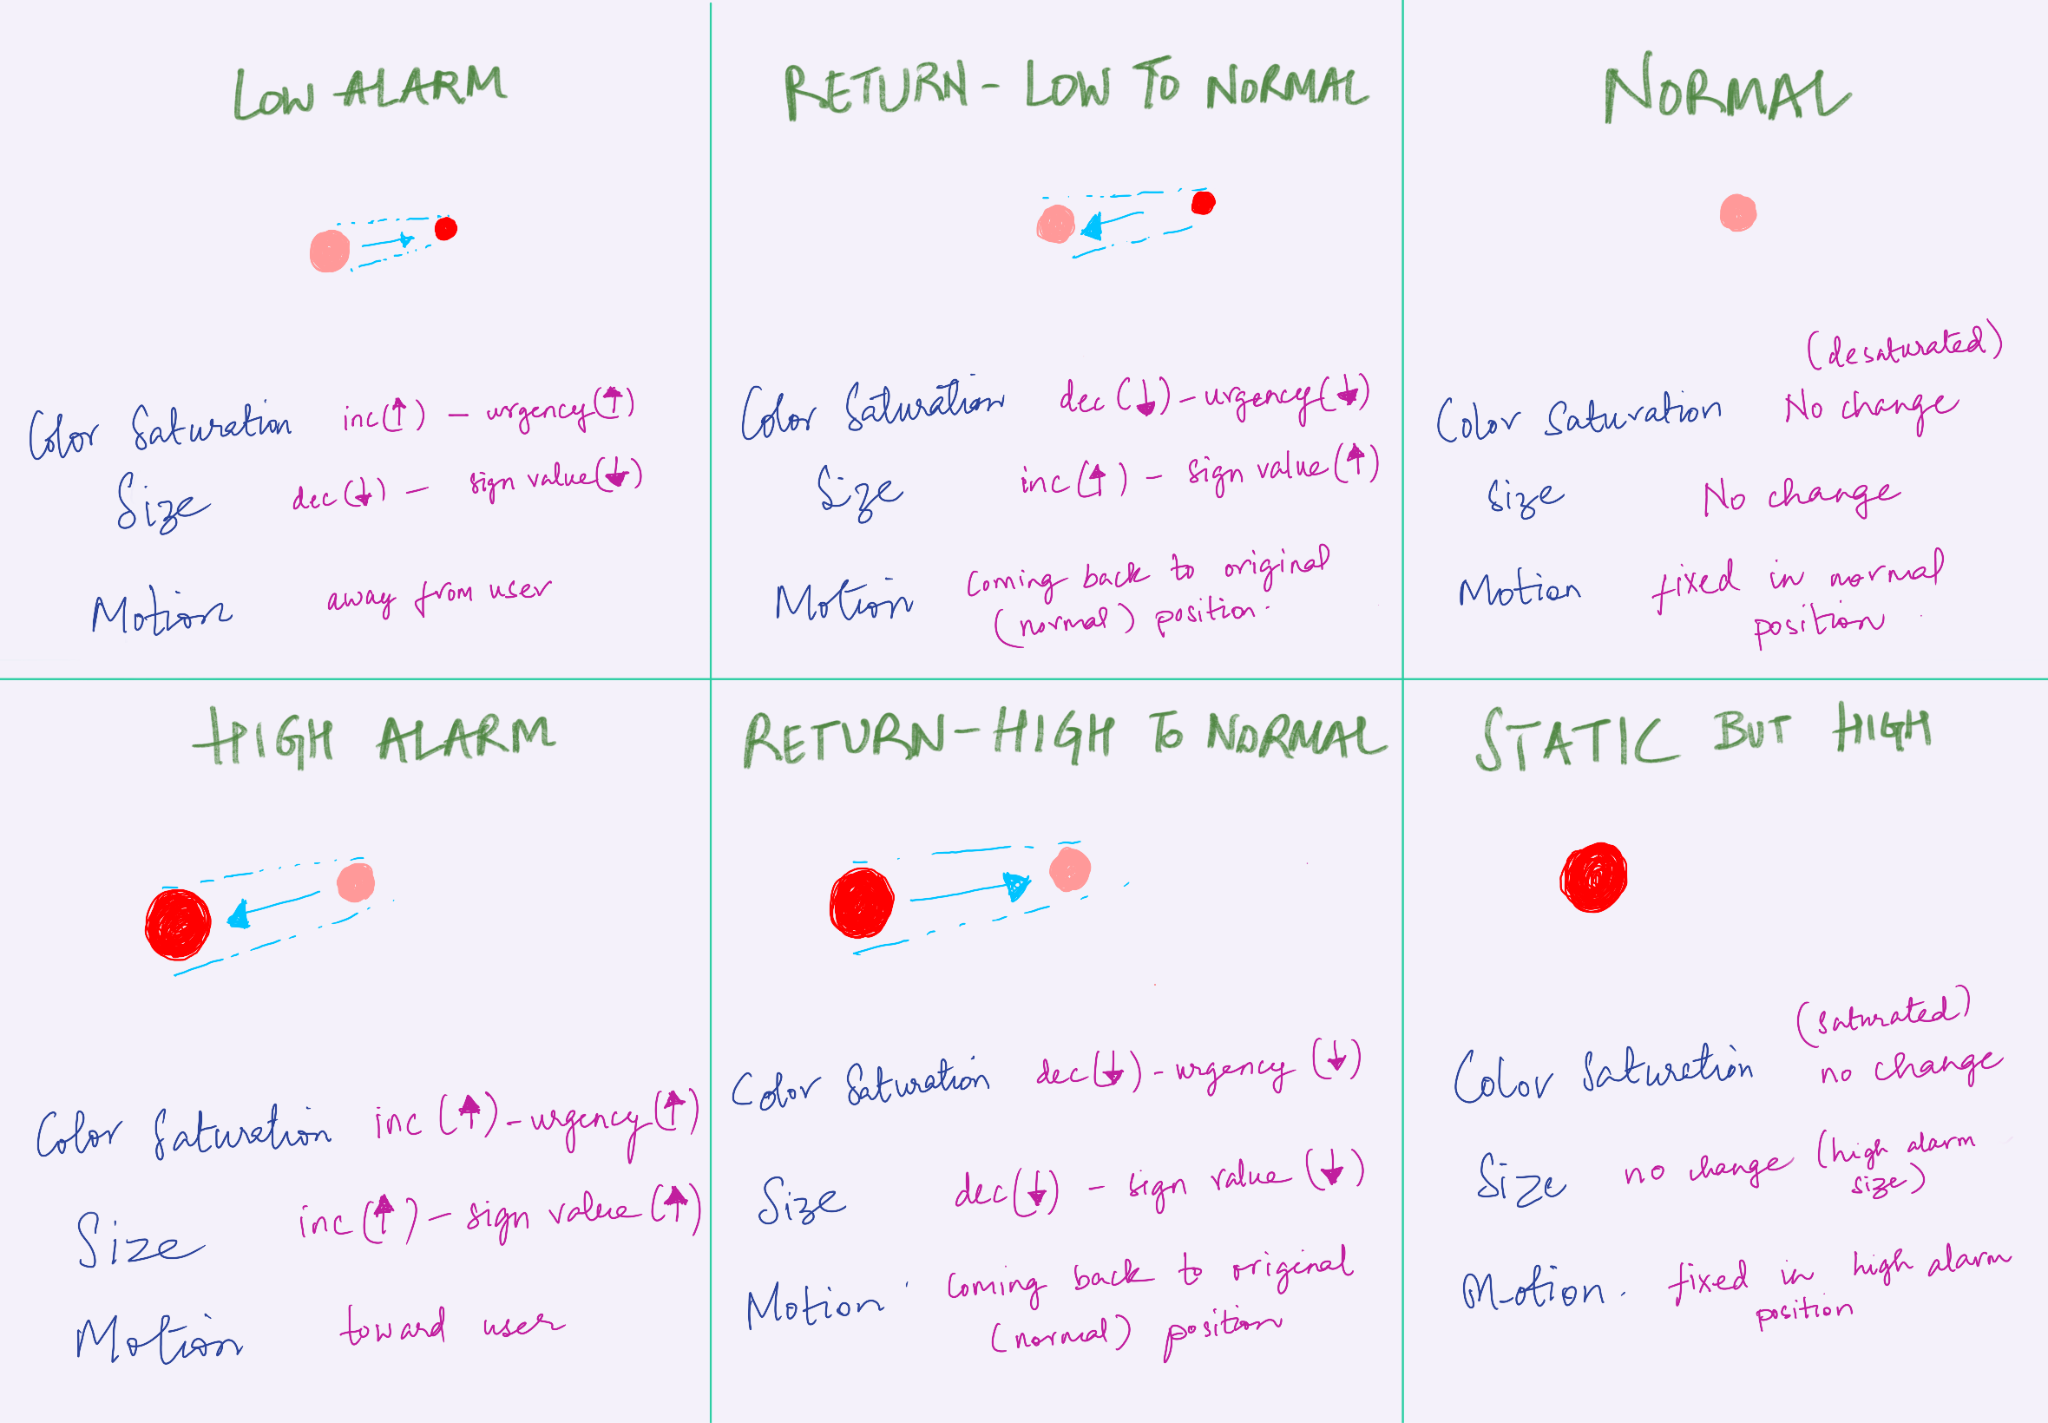 LOW ALARM
Color Saturation inc(↑) - urgency(↑)
Size dec(↓) - sign value(↓)
Motion away from user
RETURN - LOW TO NORMAL
Color Saturation dec(↓) - urgency(↓)
Size inc(↑) - sign value(↑)
Motion coming back to original
(normal) position.
NORMAL
(desaturated)
Color Saturation No change
Size No change
Motion fixed in normal
position
HIGH ALARM
Color Saturation inc(↑) - urgency(↑)
Size inc(↑) - sign value(↑)
Motion toward user
RETURN - HIGH TO NORMAL
Color Saturation dec(↓) - urgency(↓)
Size dec(↓) - sign value(↓)
Motion coming back to original
(normal) position
STATIC BUT HIGH
(saturated)
Color Saturation no change
Size no change (high alarm
size)
Motion. fixed in high alarm
position